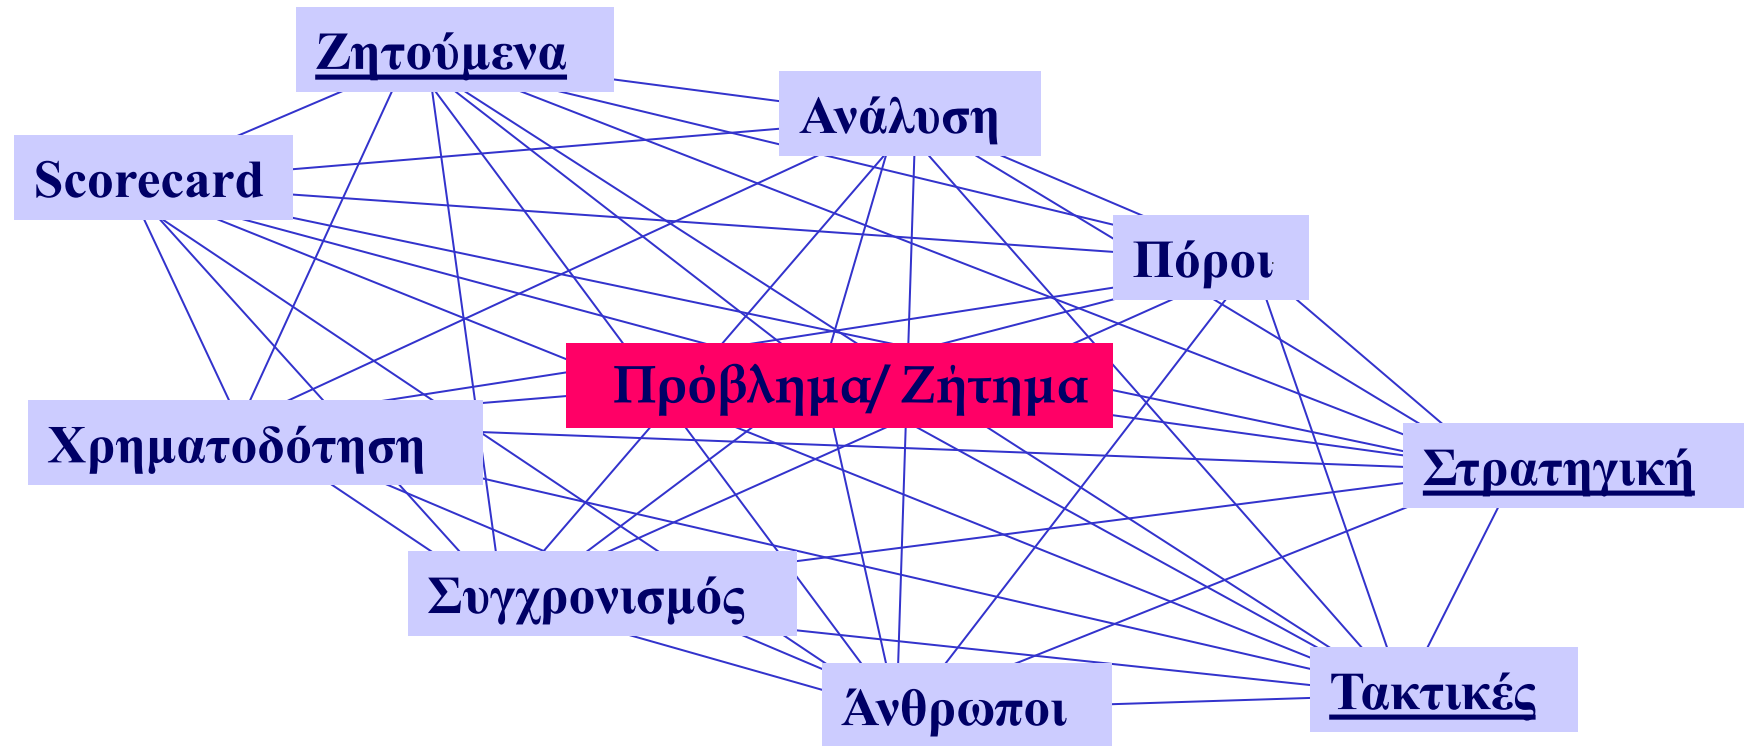 Ζητούμενα
Ανάλυση
Scorecard
Πόροι
Πρόβλημα/ Ζήτημα
Χρηματοδότηση
Στρατηγική
Συγχρονισμός
Άνθρωποι
Τακτικές